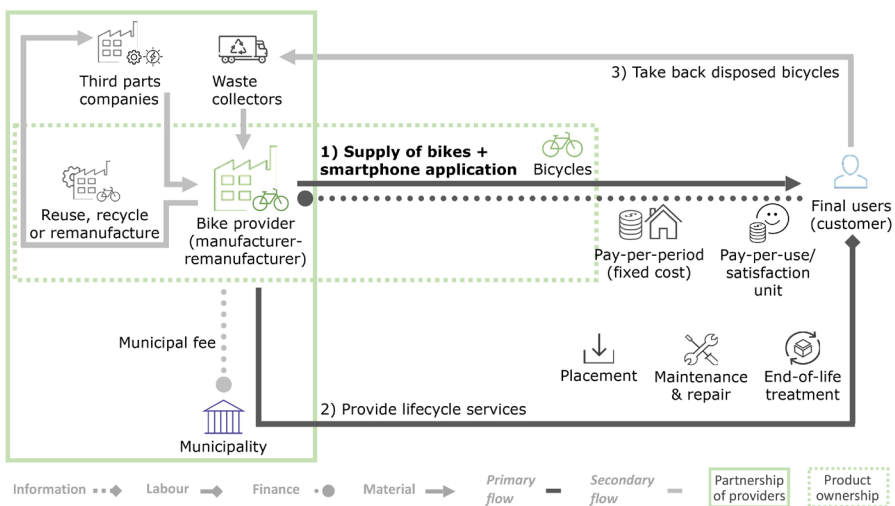 Third parts
companies
Waste
collectors
3) Take back disposed bicycles
1) Supply of bikes +
smartphone application
Bicycles
Reuse, recycle
or remanufacture
Bike provider
(manufacturer-
remanufacturer)
Final users
(customer)
Pay-per-period
(fixed cost)
Pay-per-use/
satisfaction
unit
Municipal fee
Placement
Maintenance
& repair
End-of-life
treatment
2) Provide lifecycle services
Municipality
Information
Labour
Finance
Material
Primary
flow
Secondary
flow
Partnership
of providers
Product
ownership